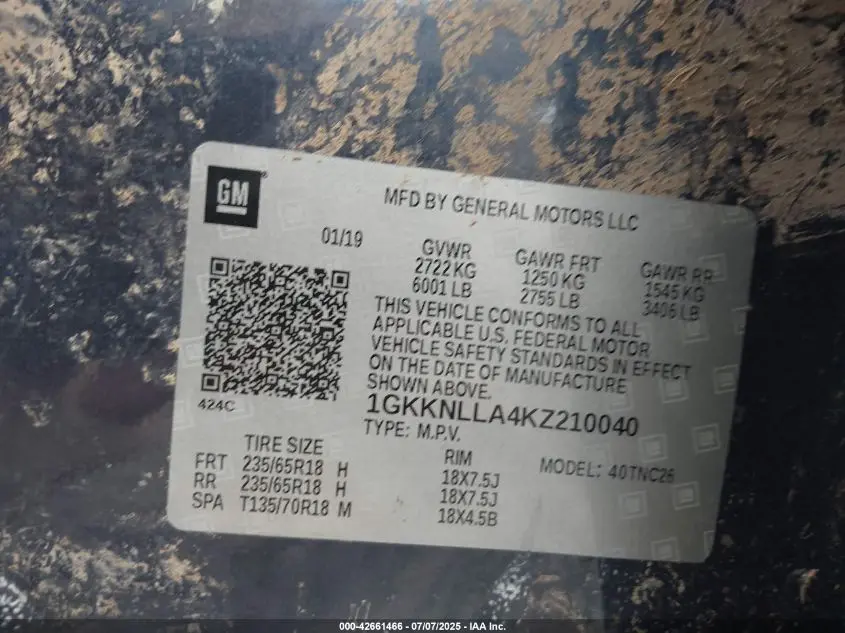 GM
MFD BY GENERAL MOTORS LLC
01/19
GVWR
2722 KG
6001 LB
GAWR FRT
1250 KG
2755 LB
GAWR RR
1545 KG
3406 LB
THIS VEHICLE CONFORMS TO ALL
APPLICABLE U.S. FEDERAL MOTOR
VEHICLE SAFETY STANDARDS IN EFFECT
ON THE DATE OF MANUFACTURE
SHOWN ABOVE.
424C
1GKKNLLA4KZ210040
TYPE: M.P.V.
MODEL: 40TNC26
TIRE SIZE
RIM
FRT 235/65R18 H 18X7.5J
RR 235/65R18 H 18X7.5J
SPA T135/70R18 M 18X4.5B
000-42661466 - 07/07/2025 - IAA Inc.